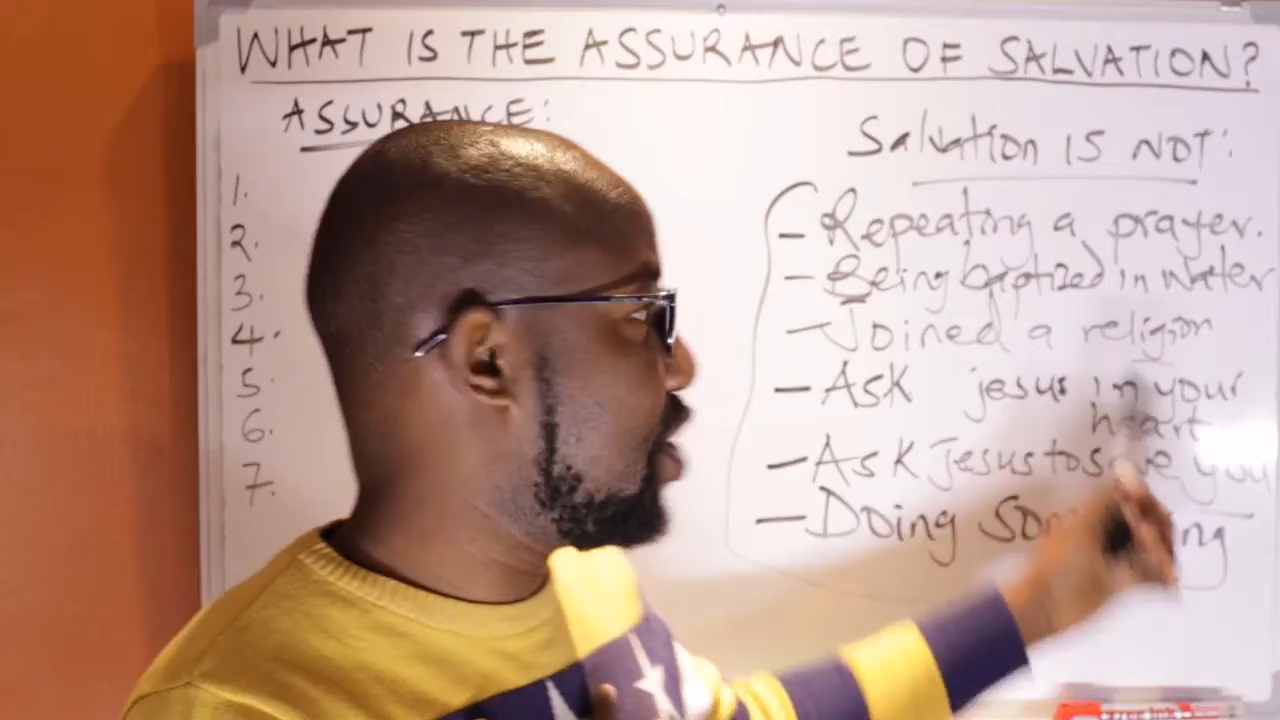 WHAT IS THE ASSURANCE OF SALVATION?
ASSURANCE:
1.
2.
3.
4.
5.
6.
7.
Salvation IS NOT:
- Repeating a prayer.
- Being baptized in water
- Joined a religion
- Ask jesus in your
heart
- Ask Jesus to save you
- Doing